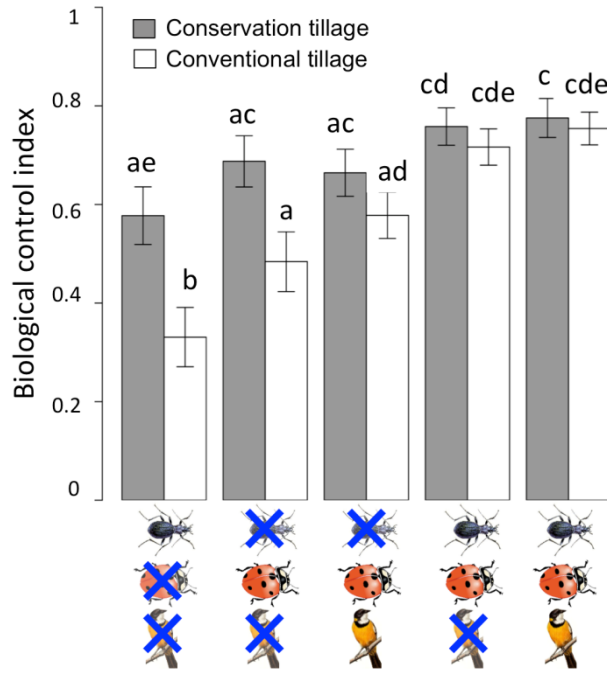 1
Conservation tillage
Conventional tillage
0.8
0.6
0.4
0.2
0
Biological control index
ae
b
ac
a
ac
ad
cd
cde
c
cde